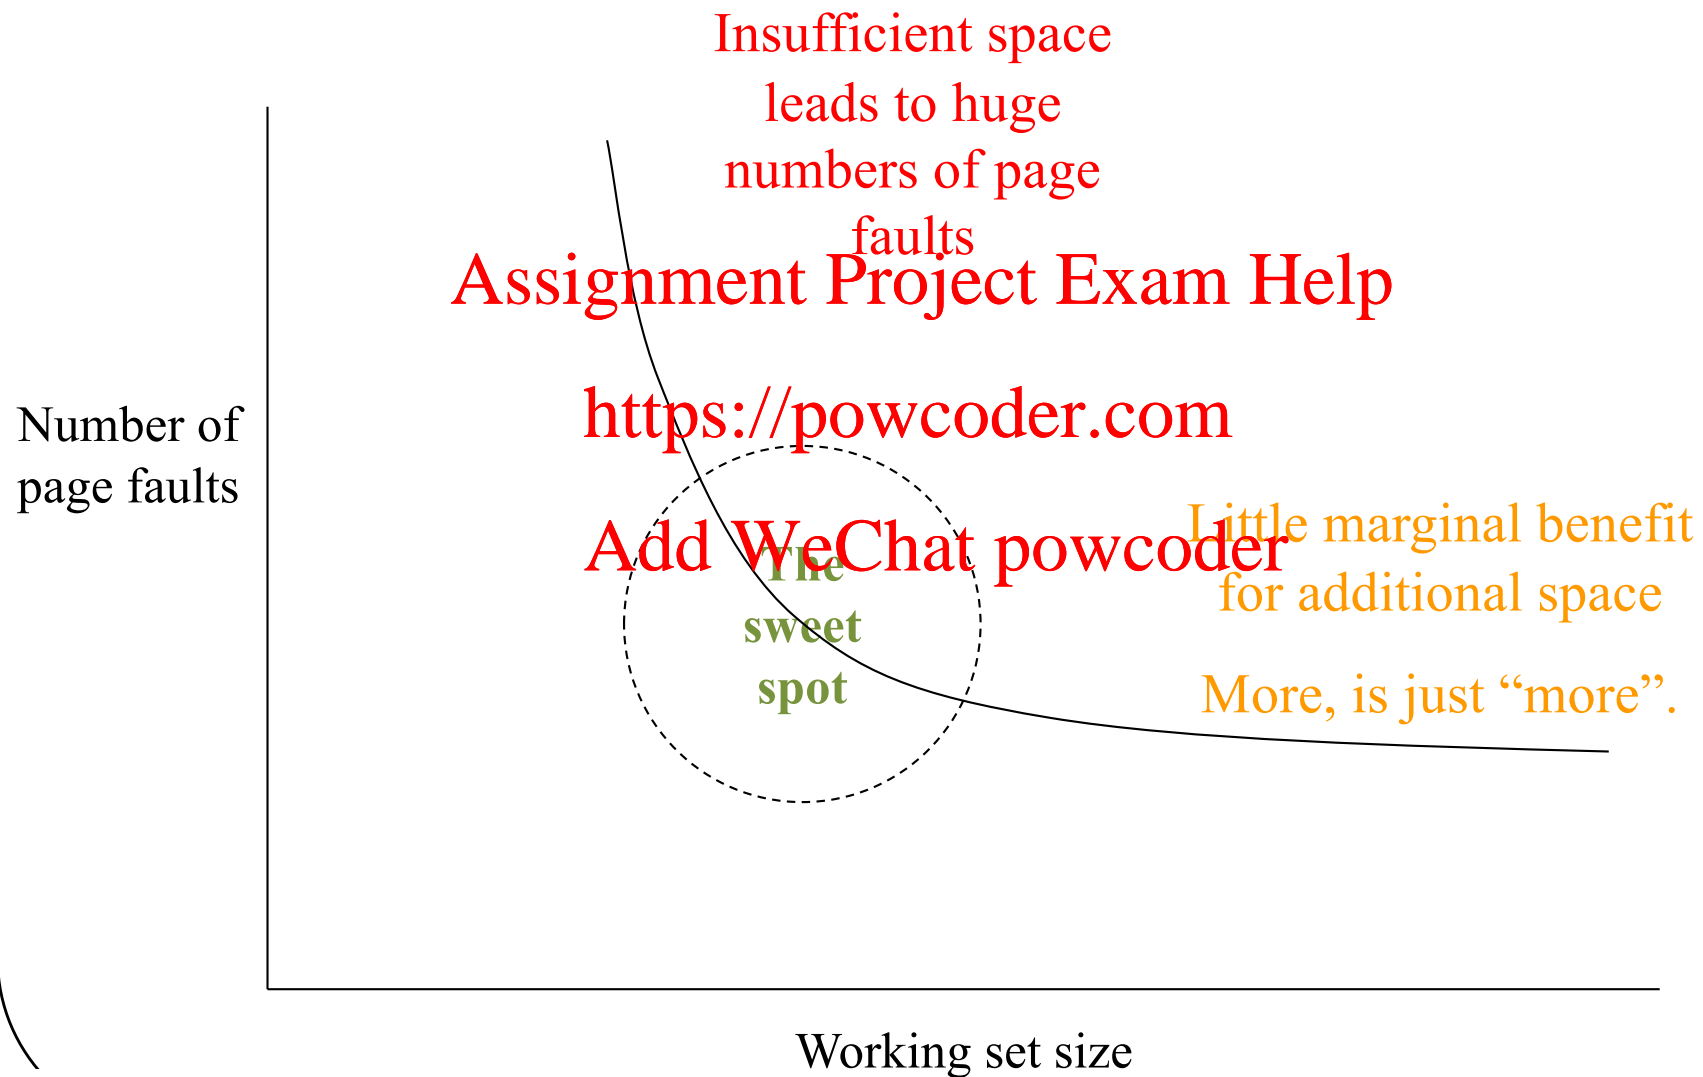 Insufficient space
leads to huge
numbers of page
faults
Assignment Project Exam Help
https://powcoder.com
Number of
page faults
Add WeChat powcoder
The
sweet
spot
Little marginal benefit
for additional space
More, is just “more”.
Working set size